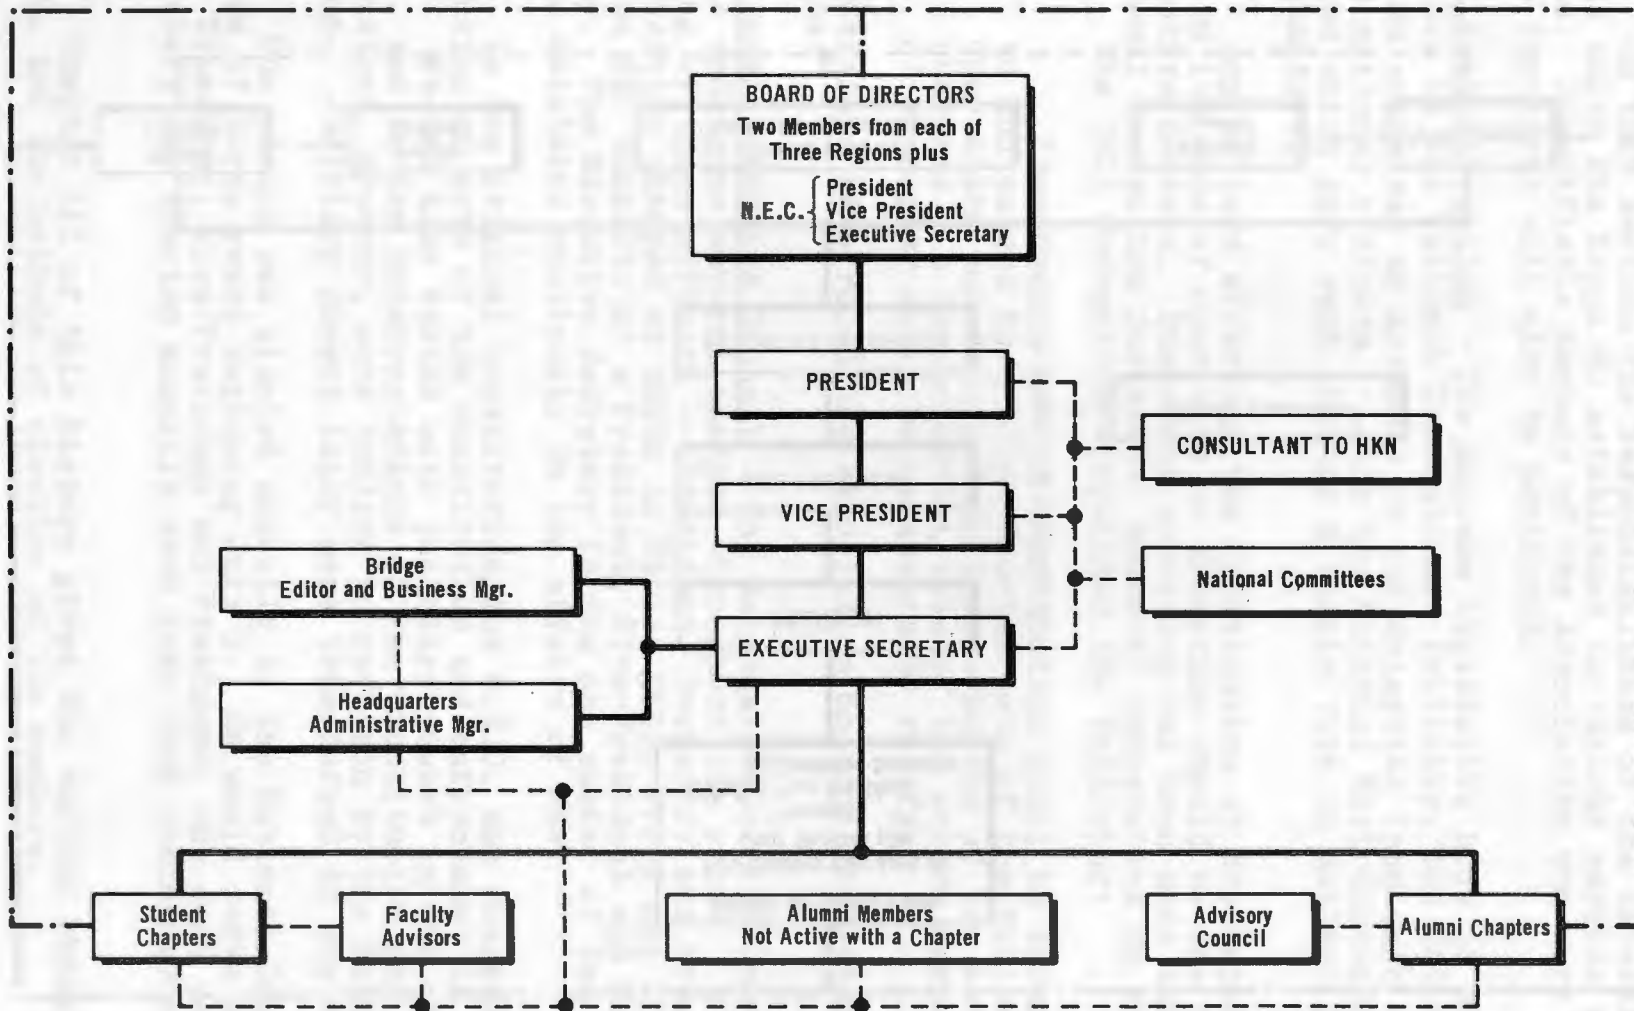 BOARD OF DIRECTORS
Two Members from each of
Three Regions plus
N.E.C.
President
Vice President
Executive Secretary
PRESIDENT
CONSULTANT TO HKN
VICE PRESIDENT
Bridge
Editor and Business Mgr.
National Committees
EXECUTIVE SECRETARY
Headquarters
Administrative Mgr.
Student
Chapters
Faculty
Advisors
Alumni Members
Not Active with a Chapter
Advisory
Council
Alumni Chapters